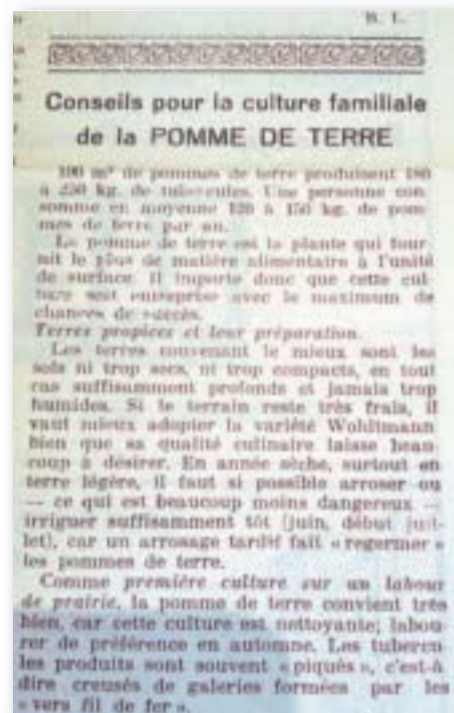 B. L.
Conseils pour la culture familiale
de la POMME DE TERRE
100 m² de pommes de terre produisent 180
à 250 kg. de tubercules. Une personne con-
somme en moyenne 120 à 150 kg. de pom-
mes de terre par an.
La pomme de terre est la plante qui four-
nit le plus de matière alimentaire à l'unité
de surface. Il importe donc que cette cul-
ture soit entreprise avec le maximum de
chances de succès.
Terres propices et leur préparation.
Les terres convenant le mieux sont les
sols ni trop secs, ni trop compacts, en tout
cas suffisamment profonds et jamais trop
humides. Si le terrain reste très frais, il
vaut mieux adopter la variété Wohltmann
bien que sa qualité culinaire laisse beau
coup à désirer. En année sèche, surtout en
terre légère, il faut si possible arroser ou
— ce qui est beaucoup moins dangereux —
irriguer suffisamment tôt (juin, début juil-
let), car un arrosage tardif fait « regermer »
les pommes de terre.
Comme première culture sur un labour
de prairie, la pomme de terre convient très
bien, car cette culture est nettoyante; labou-
rer de préférence en automne. Les tubercu
les produits sont souvent « piqués », c'est-à
dire creusés de galeries formées par les
« vers fil de fer ».